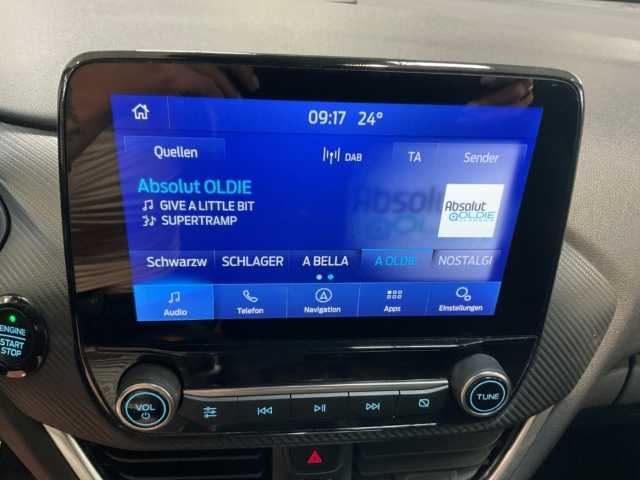 09:17 24°
Quellen DAB TA Sender
Absolut OLDIE
GIVE A LITTLE BIT
SUPERTRAMP
Absolut
OLDIE
CLASSICS
Schwarzw SCHLAGER A BELLA A OLDIE NOSTALGI
Audio Telefon Navigation Apps Einstellungen
ENGINE
START
STOP
VOL
TUNE